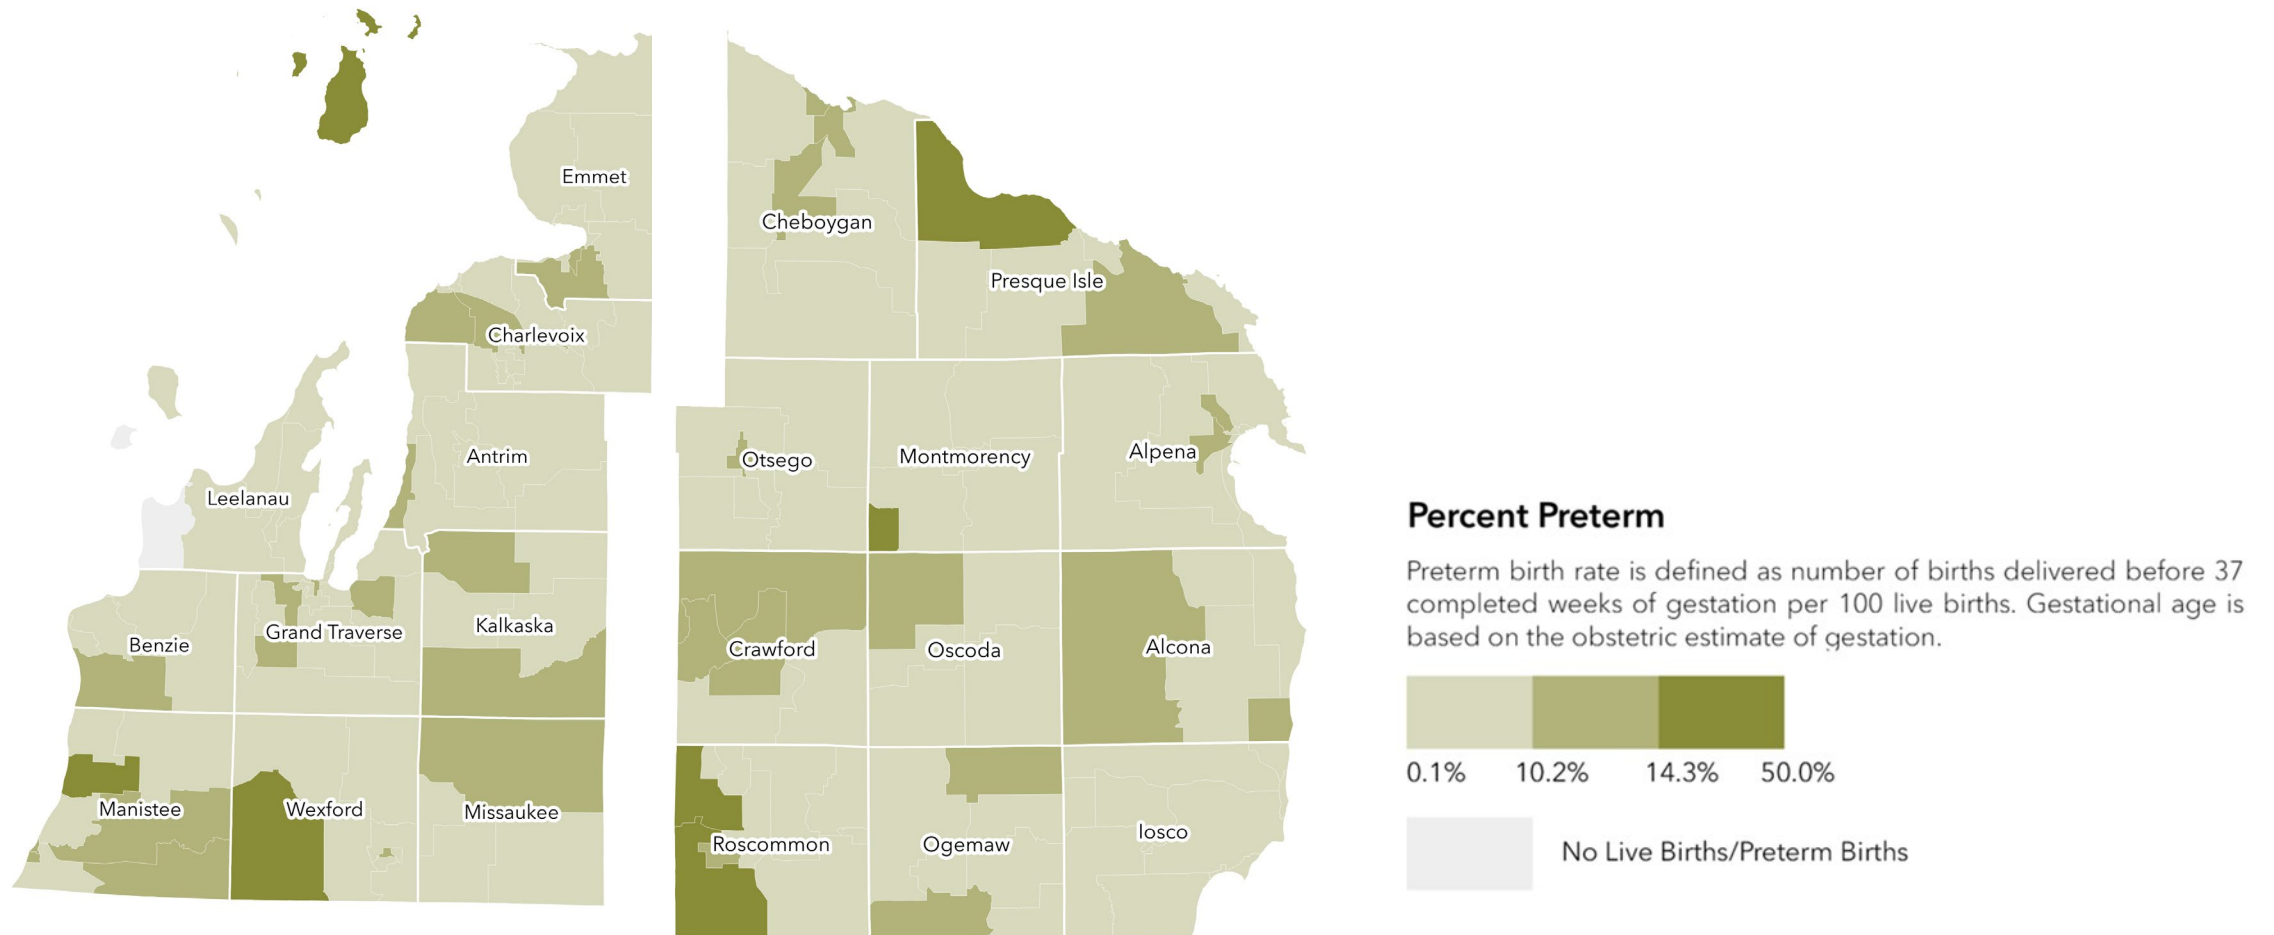 Emmet
Cheboygan
Presque Isle
Charlevoix
Antrim
Otsego
Montmorency
Alpena
Leelanau
Benzie
Grand Traverse
Kalkaska
Crawford
Oscoda
Alcona
Manistee
Wexford
Missaukee
Roscommon
Ogemaw
Iosco
Percent Preterm
Preterm birth rate is defined as number of births delivered before 37
completed weeks of gestation per 100 live births. Gestational age is
based on the obstetric estimate of gestation.
0.1% 10.2% 14.3% 50.0%
No Live Births/Preterm Births